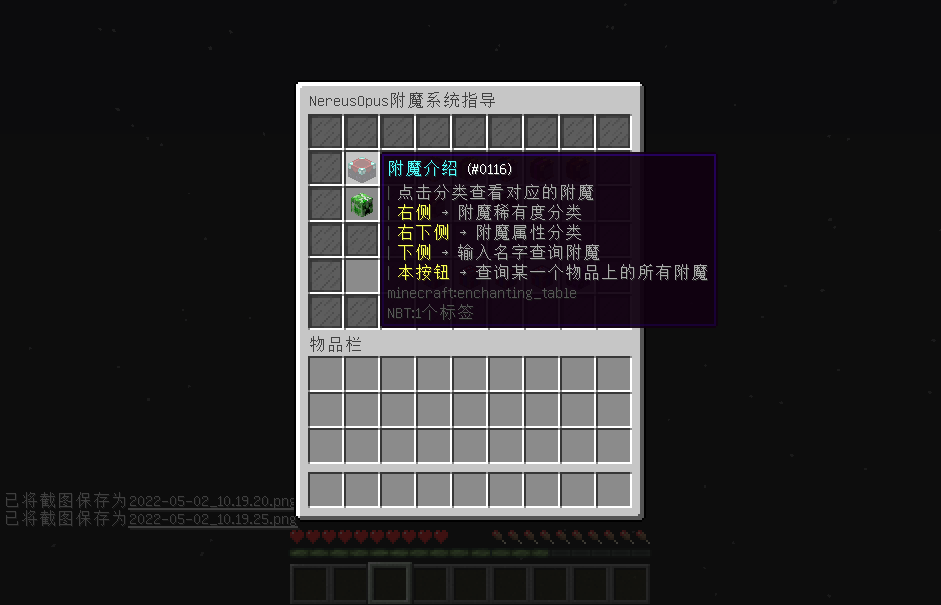 NereusOpus附魔系统指导
附魔介绍 (#0116)
| 点击分类查看对应的附魔
| 右侧 → 附魔稀有度分类
| 右下侧 → 附魔属性分类
| 下侧 → 输入名字查询附魔
| 本按钮 → 查询某一个物品上的所有附魔
minecraft:enchanting_table
NBT:1个标签
物品栏
已将截图保存为2022-05-02_10.19.20.png
已将截图保存为2022-05-02_10.19.25.png